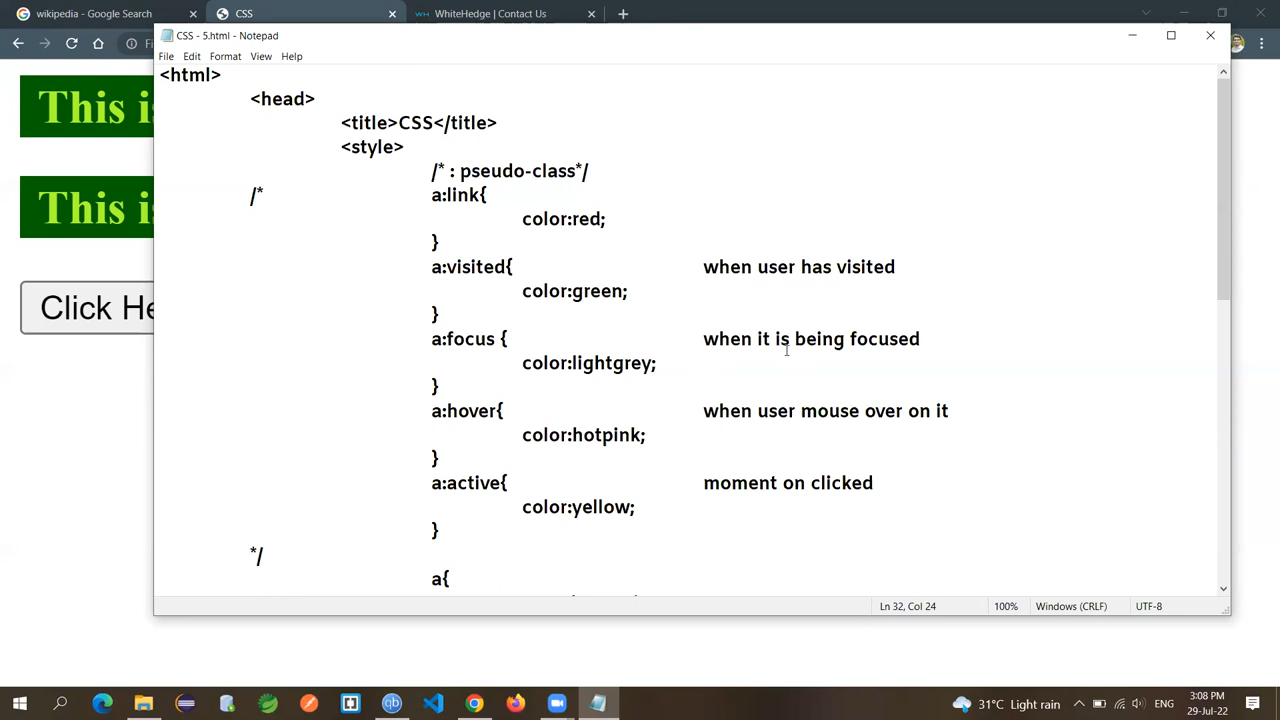 wikipedia - Google Search
CSS
WhiteHedge | Contact Us
CSS - 5.html - Notepad
File Edit Format View Help
<html>
<head>
<title>CSS</title>
<style>
/* : pseudo-class*/
/* a:link{
color:red;
}
a:visited{ when user has visited
color:green;
}
a:focus { when it is being focused
color:lightgrey;
}
a:hover{ when user mouse over on it
color:hotpink;
}
a:active{ moment on clicked
color:yellow;
}
*/
a{
This is
This is
Click He
Ln 32, Col 24 100% Windows (CRLF) UTF-8
31°C Light rain
3:08 PM
29-Jul-22